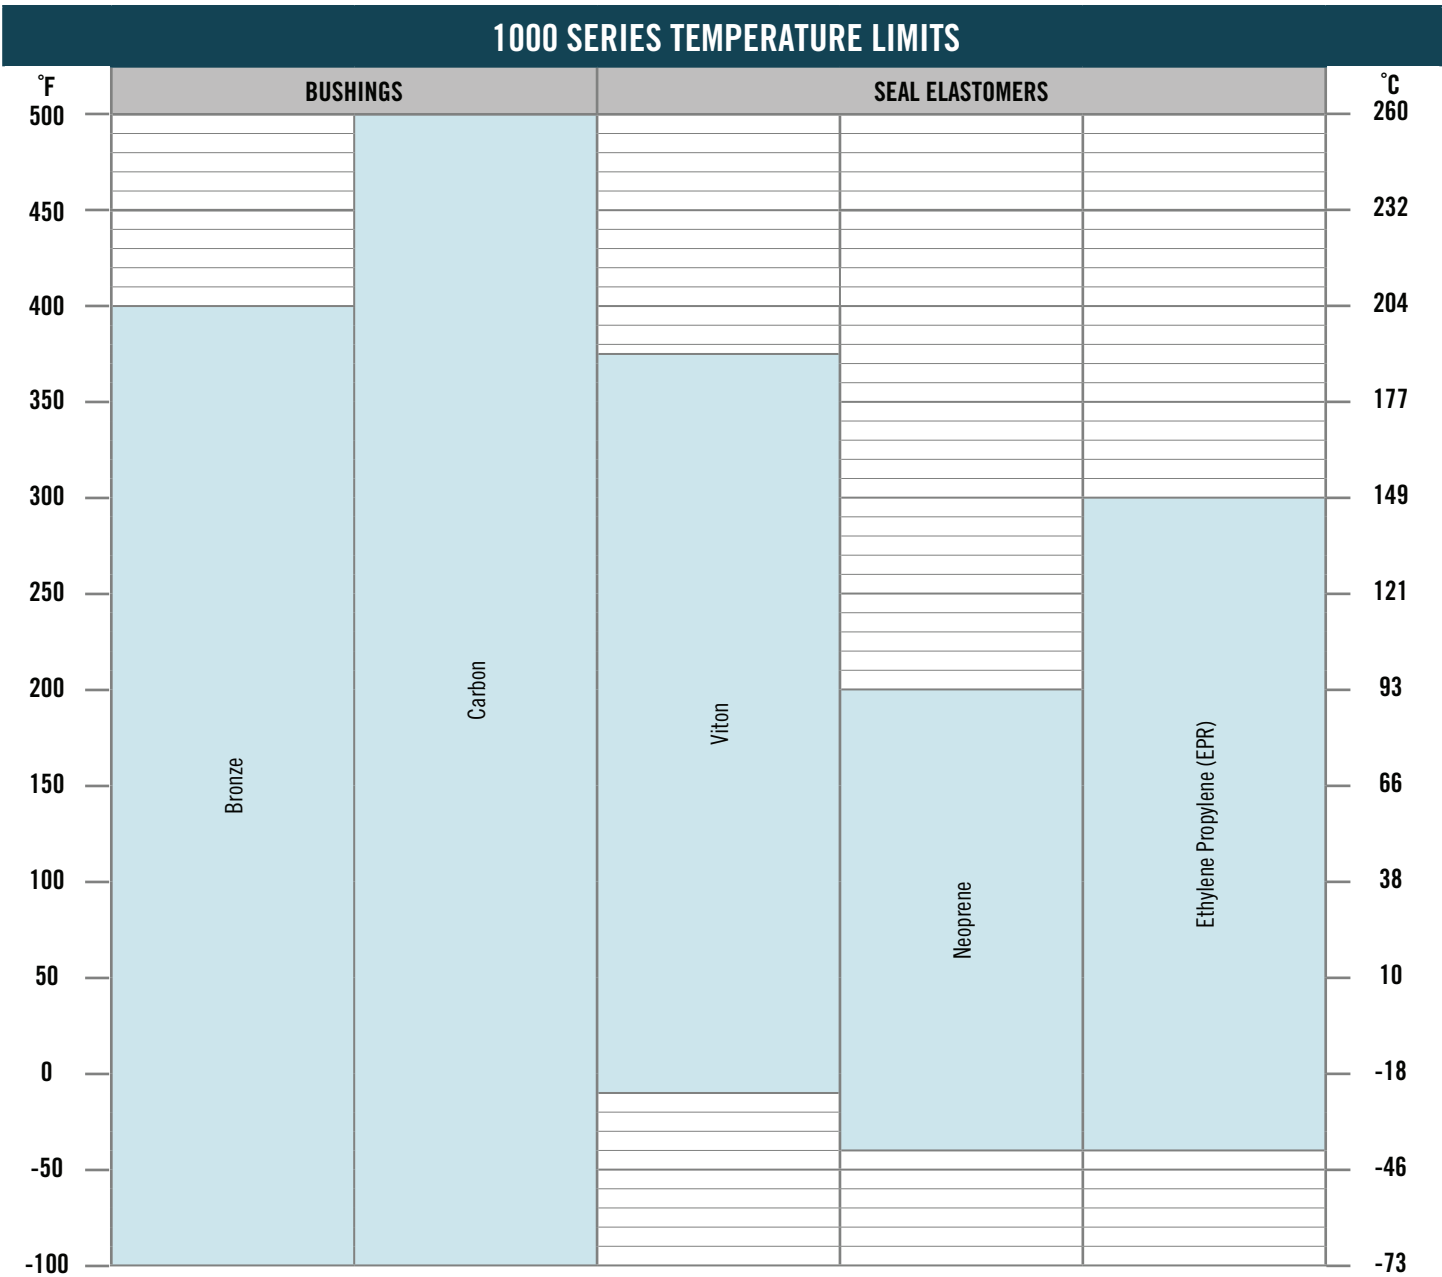 1000 SERIES TEMPERATURE LIMITS
°F BUSHINGS SEAL ELASTOMERS °C
500 260
450 232
400 204
350 177
300 149
250 121
200 93
150 66
100 38
50 10
0 -18
-50 -46
-100 -73
Bronze
Carbon
Viton
Neoprene
Ethylene Propylene (EPR)